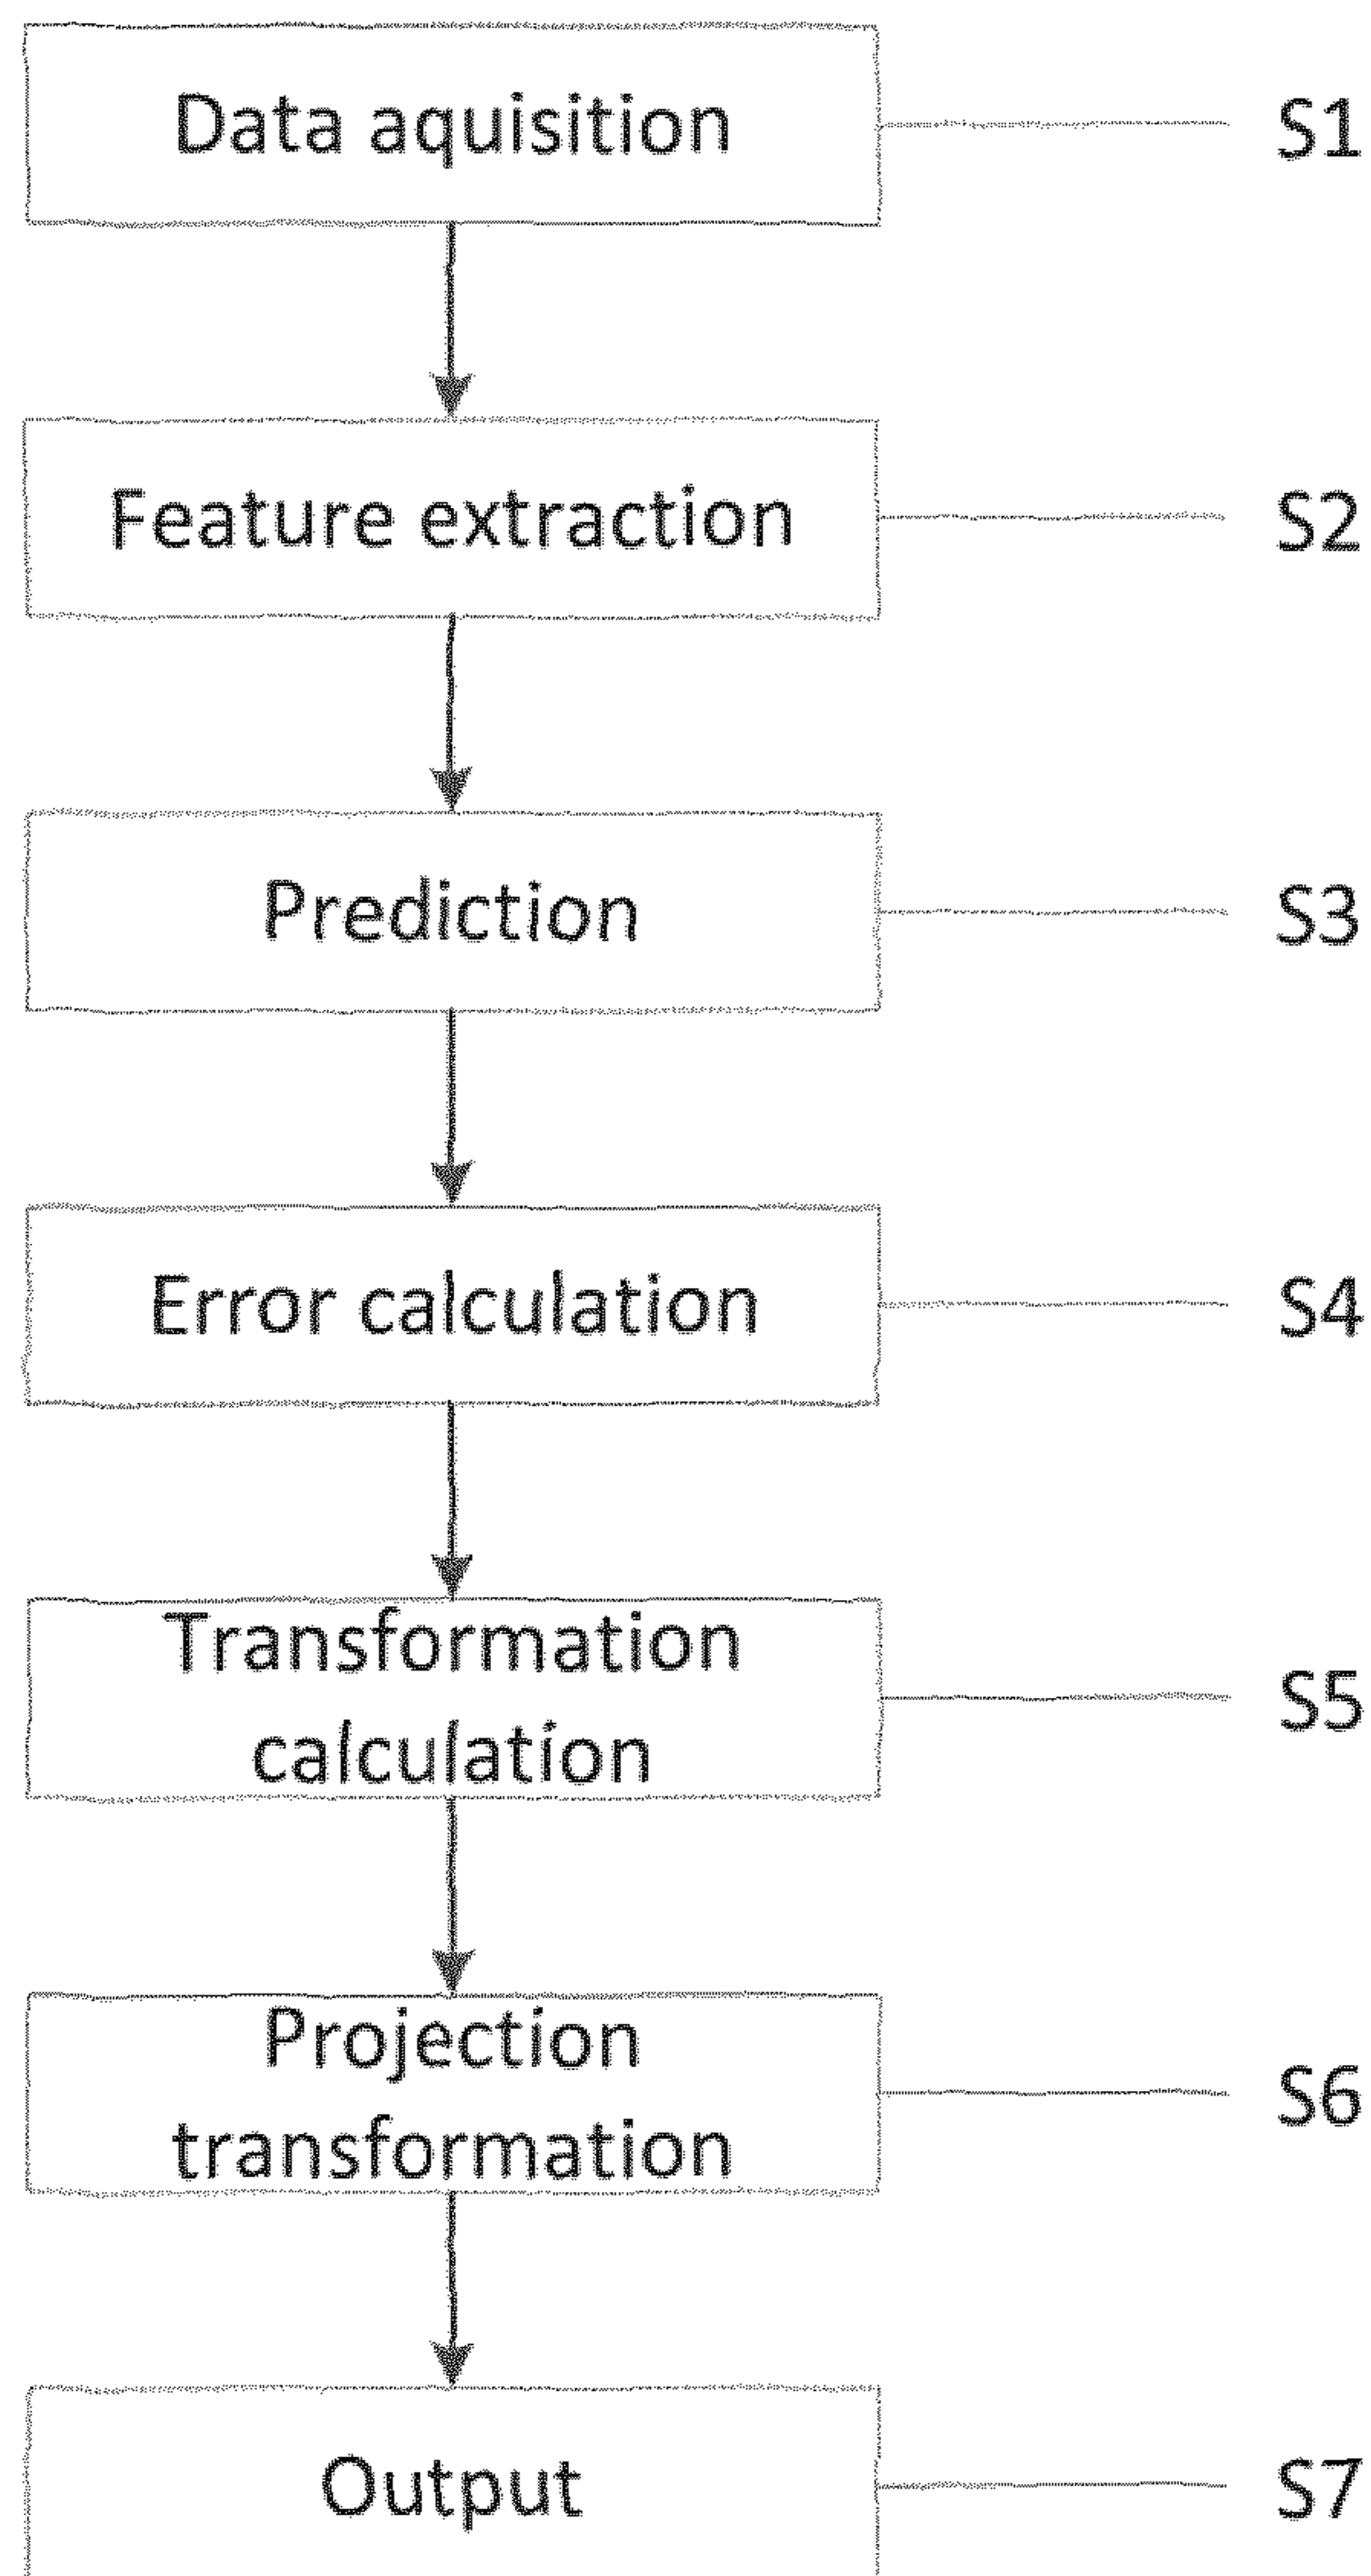 Data aquisition
S1
Feature extraction
S2
Prediction
S3
Error calculation
S4
Transformation
calculation
S5
Projection
transformation
S6
Output
S7